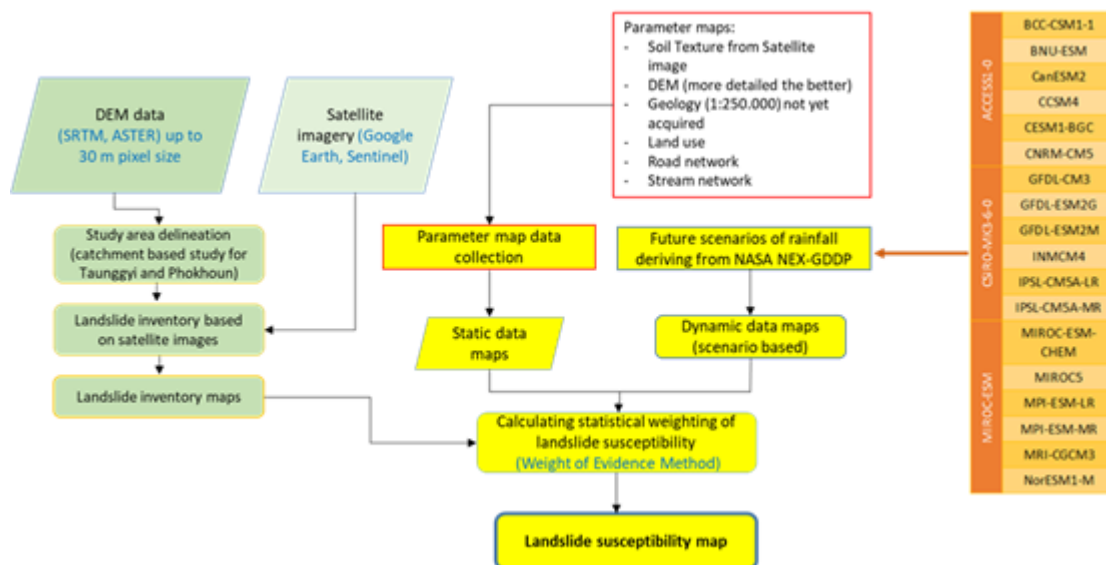 DEM data
(SRTM, ASTER) up to
30 m pixel size
Satellite
imagery (Google
Earth, Sentinel)
Parameter maps:
- Soil Texture from Satellite
image
- DEM (more detailed the better)
- Geology (1:250.000) not yet
acquired
- Land use
- Road network
- Stream network
Study area delineation
(catchment based study for
Taunggyi and Phokhoun)
Landslide inventory based
on satellite images
Landslide inventory maps
Parameter map data
collection
Future scenarios of rainfall
deriving from NASA NEX-GDDP
Static data
maps
Dynamic data maps
(scenario based)
Calculating statistical weighting of
landslide susceptibility
(Weight of Evidence Method)
Landslide susceptibility map
ACCESS1-0
BCC-CSM1-1
BNU-ESM
CanESM2
CCSM4
CESM1-BGC
CNRM-CM5
CSIRO-MK3-6-0
GFDL-CM3
GFDL-ESM2G
GFDL-ESM2M
INMCM4
IPSL-CM5A-LR
IPSL-CM5A-MR
MIROC-ESM
MIROC-ESM-
CHEM
MIROC5
MPI-ESM-LR
MPI-ESM-MR
MRI-CGCM3
NorESM1-M